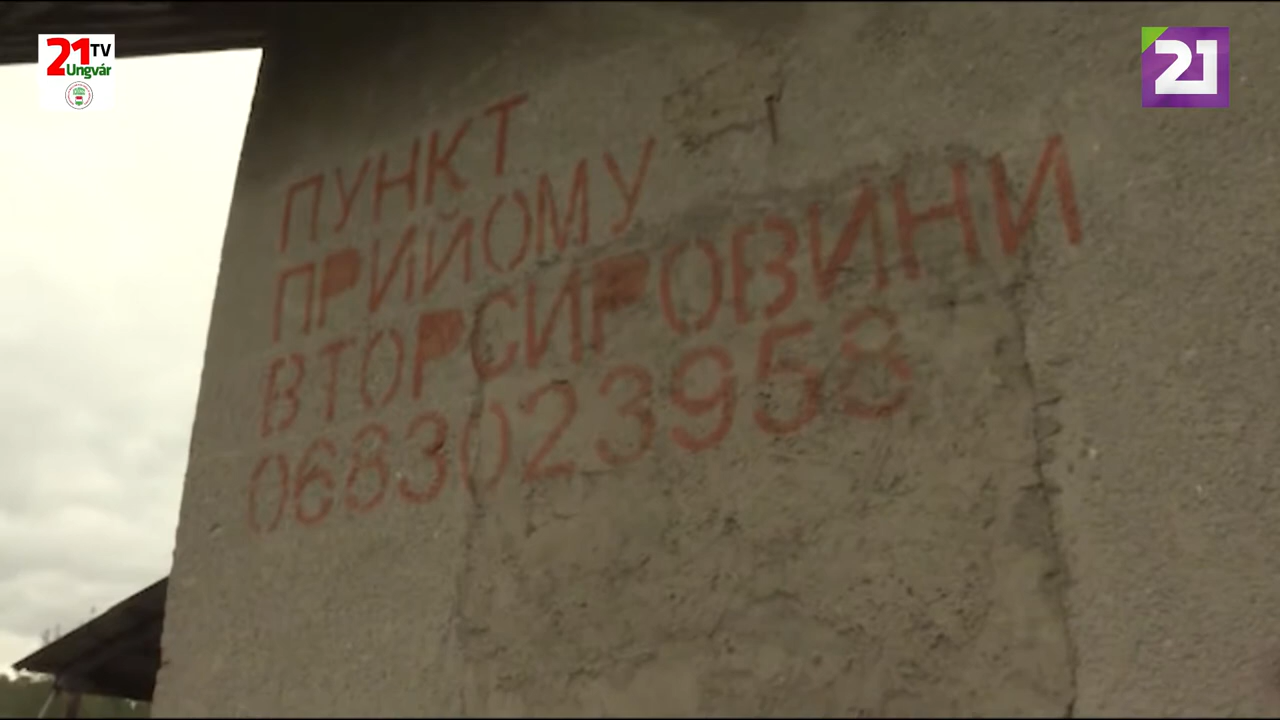 21 TV
Ungvár
21
ПУНКТ
ПРИЙОМУ
ВТОРСИРОВИНИ
0683023958